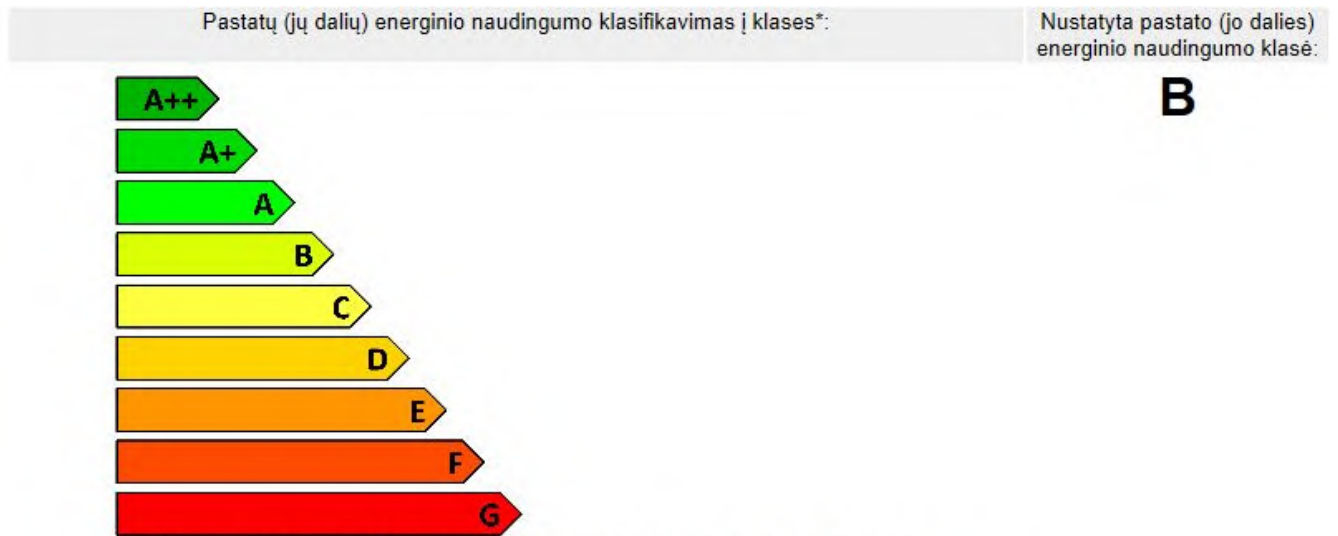 Pastatų (jų dalių) energinio naudingumo klasifikavimas į klases*:
Nustatyta pastato (jo dalies)
energinio naudingumo klasė:
B
A++
A+
A
B
C
D
E
F
G